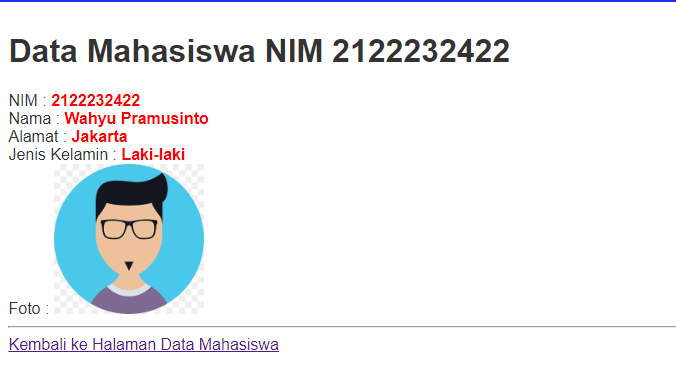 Data Mahasiswa NIM 2122232422
NIM : 2122232422
Nama : Wahyu Pramusinto
Alamat : Jakarta
Jenis Kelamin : Laki-laki
Foto :
Kembali ke Halaman Data Mahasiswa